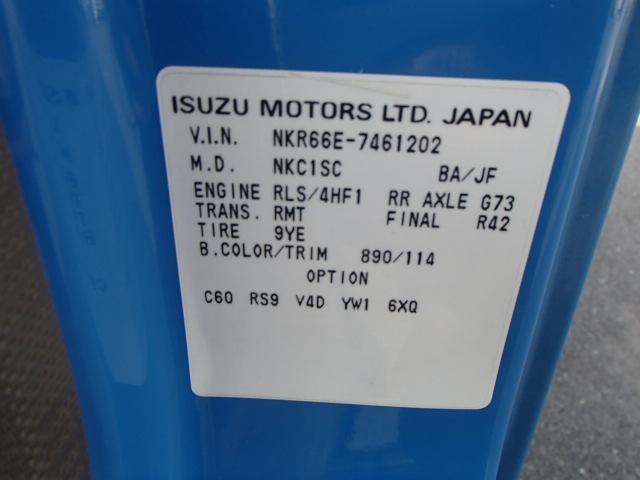 ISUZU MOTORS LTD. JAPAN
V.I.N. NKR66E-7461202
M.D. NKC1SC BA/JF
ENGINE RLS/4HF1 RR AXLE G73
TRANS. RMT FINAL R42
TIRE 9YE
B.COLOR/TRIM 890/114
OPTION
C60 RS9 V4D YW1 6XQ